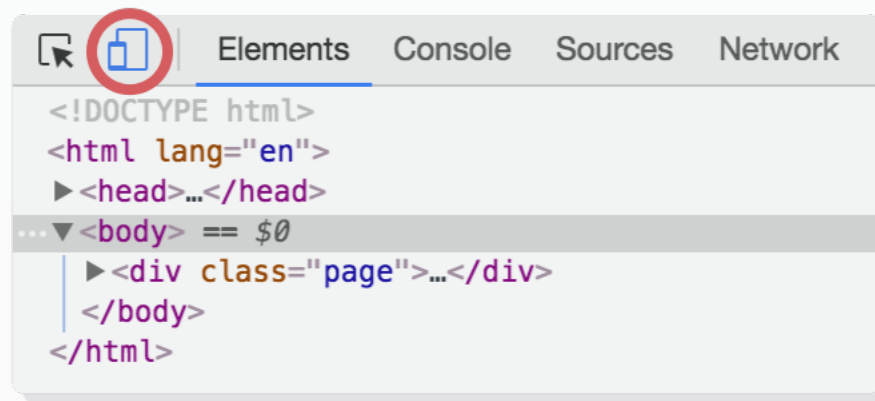 Elements Console Sources Network
<!DOCTYPE html>
<html lang="en">
▶<head>…</head>
…▼<body> == $0
▶<div class="page">…</div>
</body>
</html>